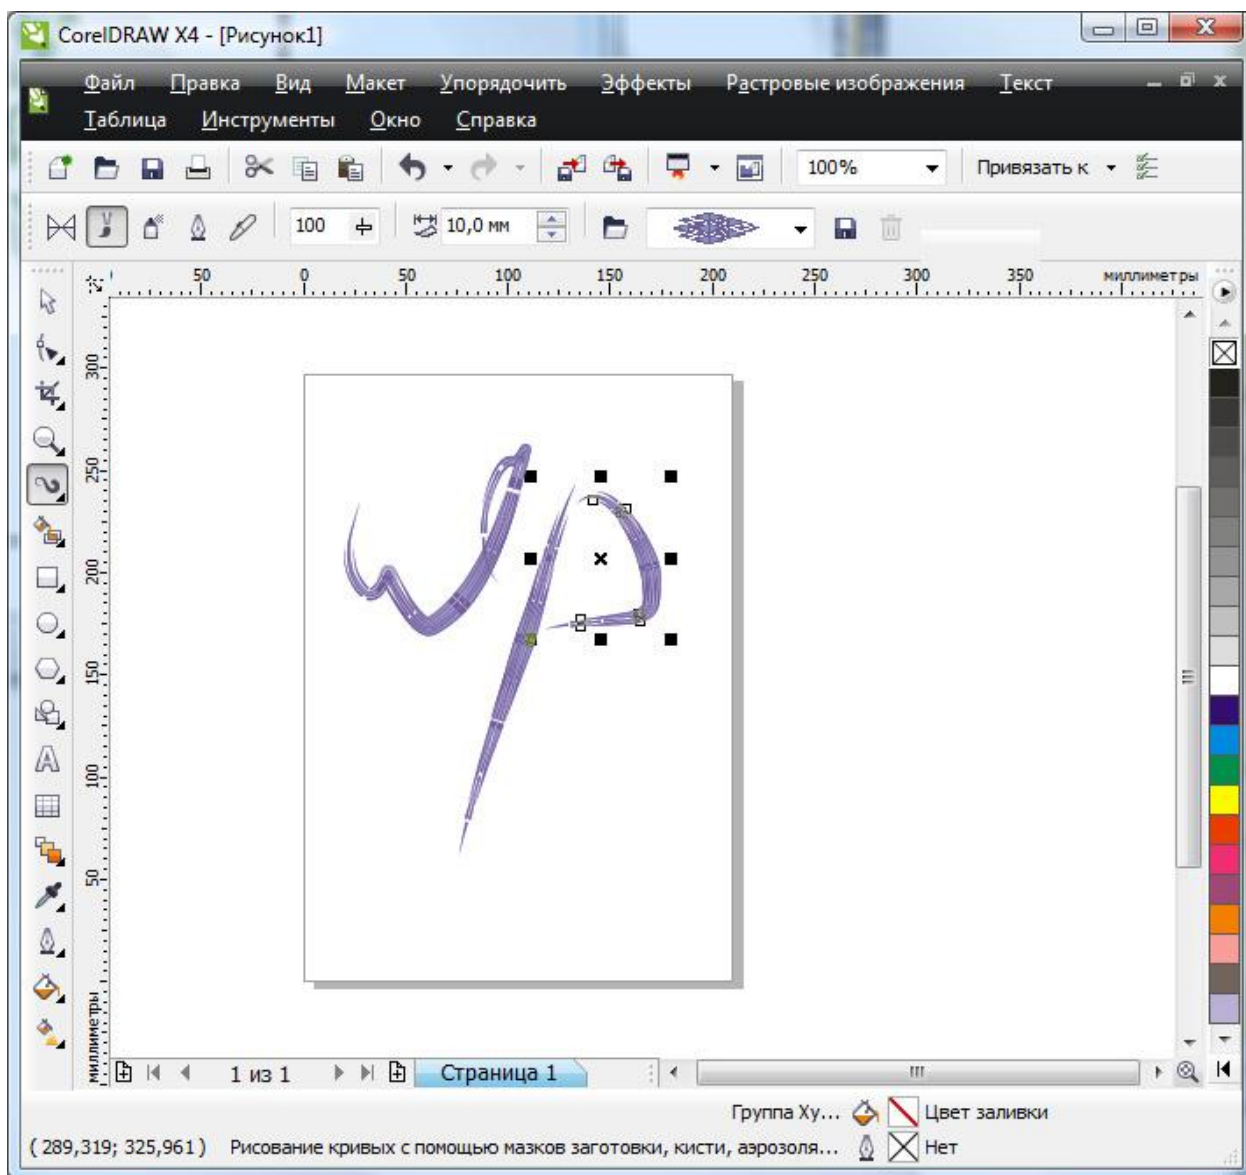 CorelDRAW X4 - [Рисунок1]
Файл Правка Вид Макет Упорядочить Эффекты Растровые изображения Текст
Таблица Инструменты Окно Справка
100% Привязать к
100 10,0 мм
50 0 50 100 150 200 250 300 350 миллиметры
300
250
200
150
100
50
миллиметры
1 из 1 Страница 1
Группа Ху... Цвет заливки
( 289,319; 325,961 ) Рисование кривых с помощью мазков заготовки, кисти, аэрозоля... Нет